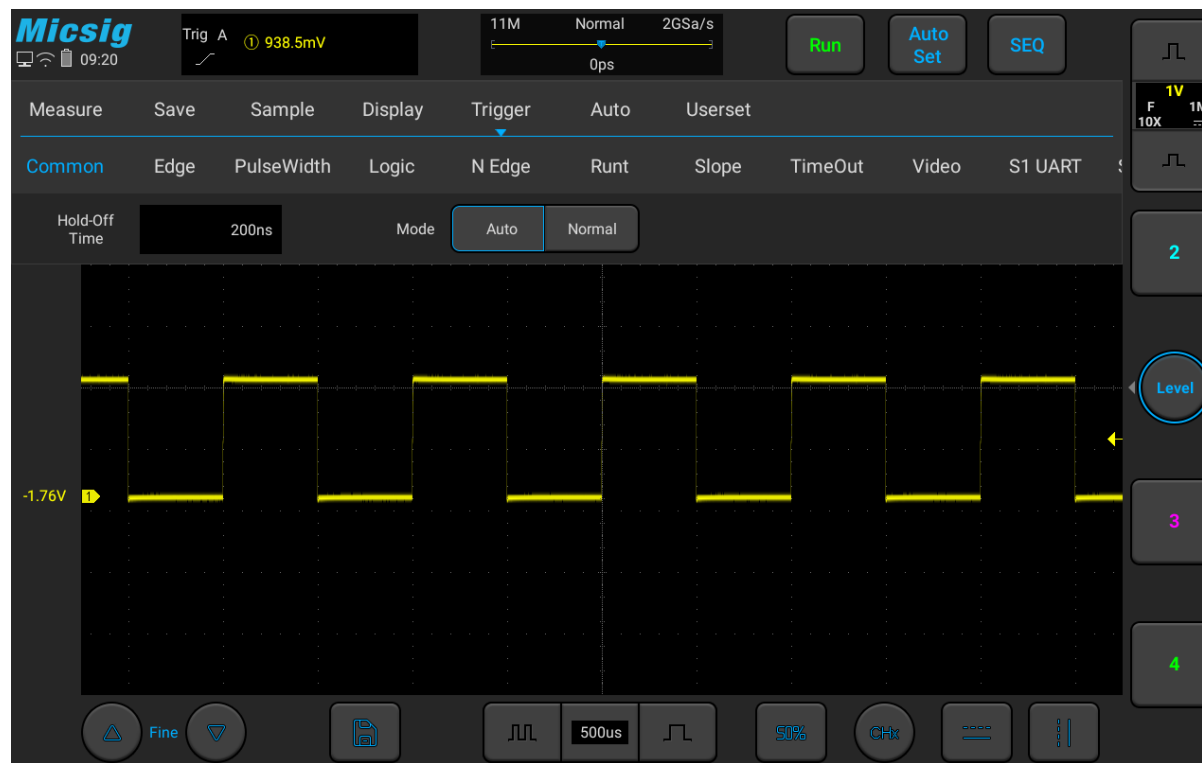 Micsig
09:20
Trig A
① 938.5mV
11M Normal 2GSa/s
0ps
Run
Auto
Set
SEQ
Measure Save Sample Display Trigger Auto Userset
1V
F 1M
10X
Common Edge PulseWidth Logic N Edge Runt Slope TimeOut Video S1 UART
Hold-Off
Time
200ns
Mode
Auto
Normal
2
Level
-1.76V
1
3
4
Fine
500us
50%
CHx